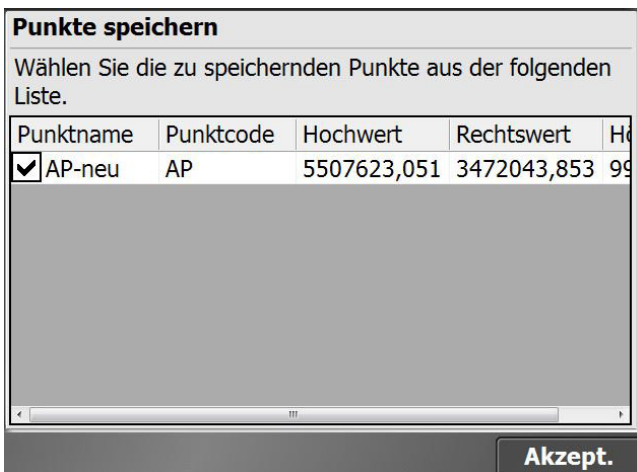 Punkte speichern
Wählen Sie die zu speichernden Punkte aus der folgenden
Liste.
Punktname Punktcode Hochwert Rechtswert
AP-neu AP 5507623,051 3472043,853 99
Akzept.